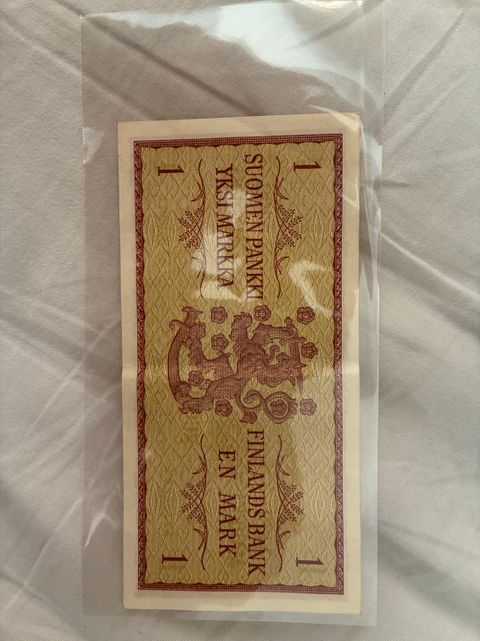 1
1
SUOMEN PANKKI
YKSI MARKKA
FINLANDS BANK
EN MARK
1
1